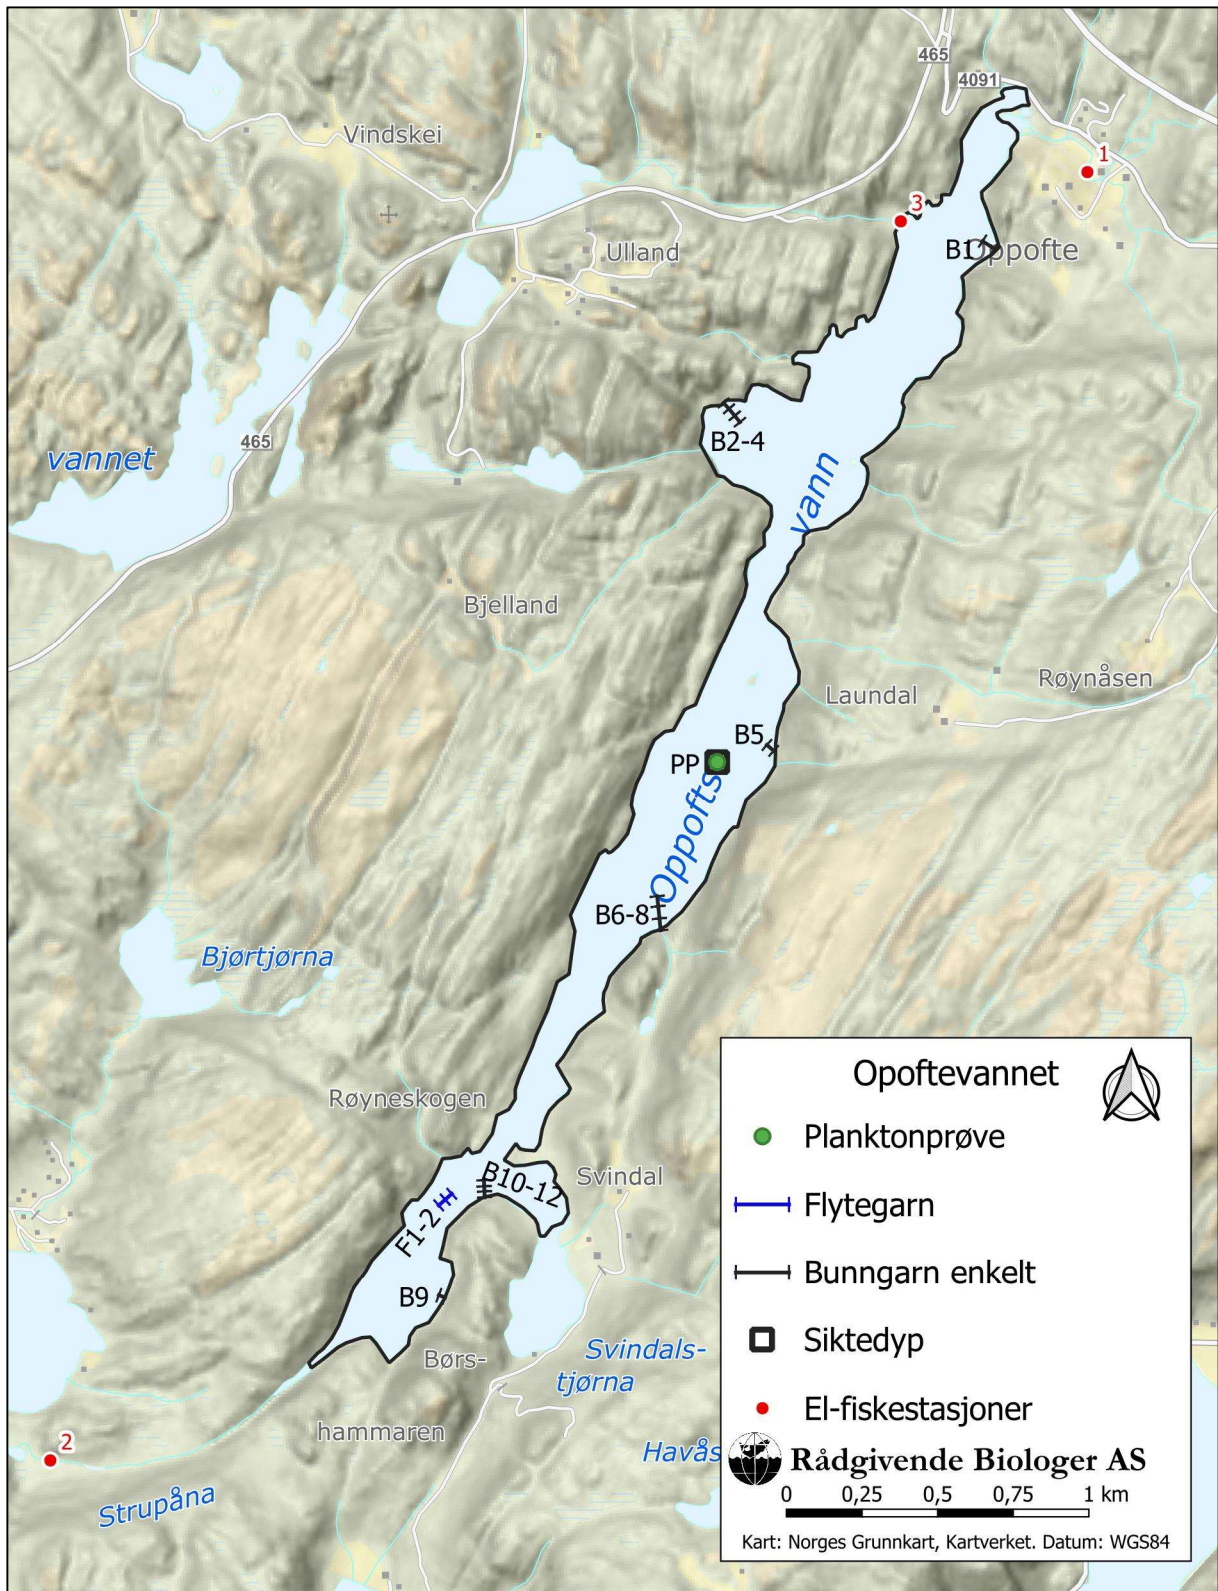 465
4091
Vindskei
1
3
Ulland
B1
Oppofte
465
vannet
B2-4
vann
Bjelland
Røynåsen
Laundal
B5
PP
Oppofts
B6-8
Bjørtjørna
Røyneskogen
B10-12
Svindal
F1-2
B9
Børs-
hammaren
Svindals-
tjørna
Havås
2
Strupåna
Opoftevannet
Planktonprøve
Flytegarn
Bunngarn enkelt
Siktedyp
El-fiskestasjoner
Rådgivende Biologer AS
0 0,25 0,5 0,75 1 km
Kart: Norges Grunnkart, Kartverket. Datum: WGS84